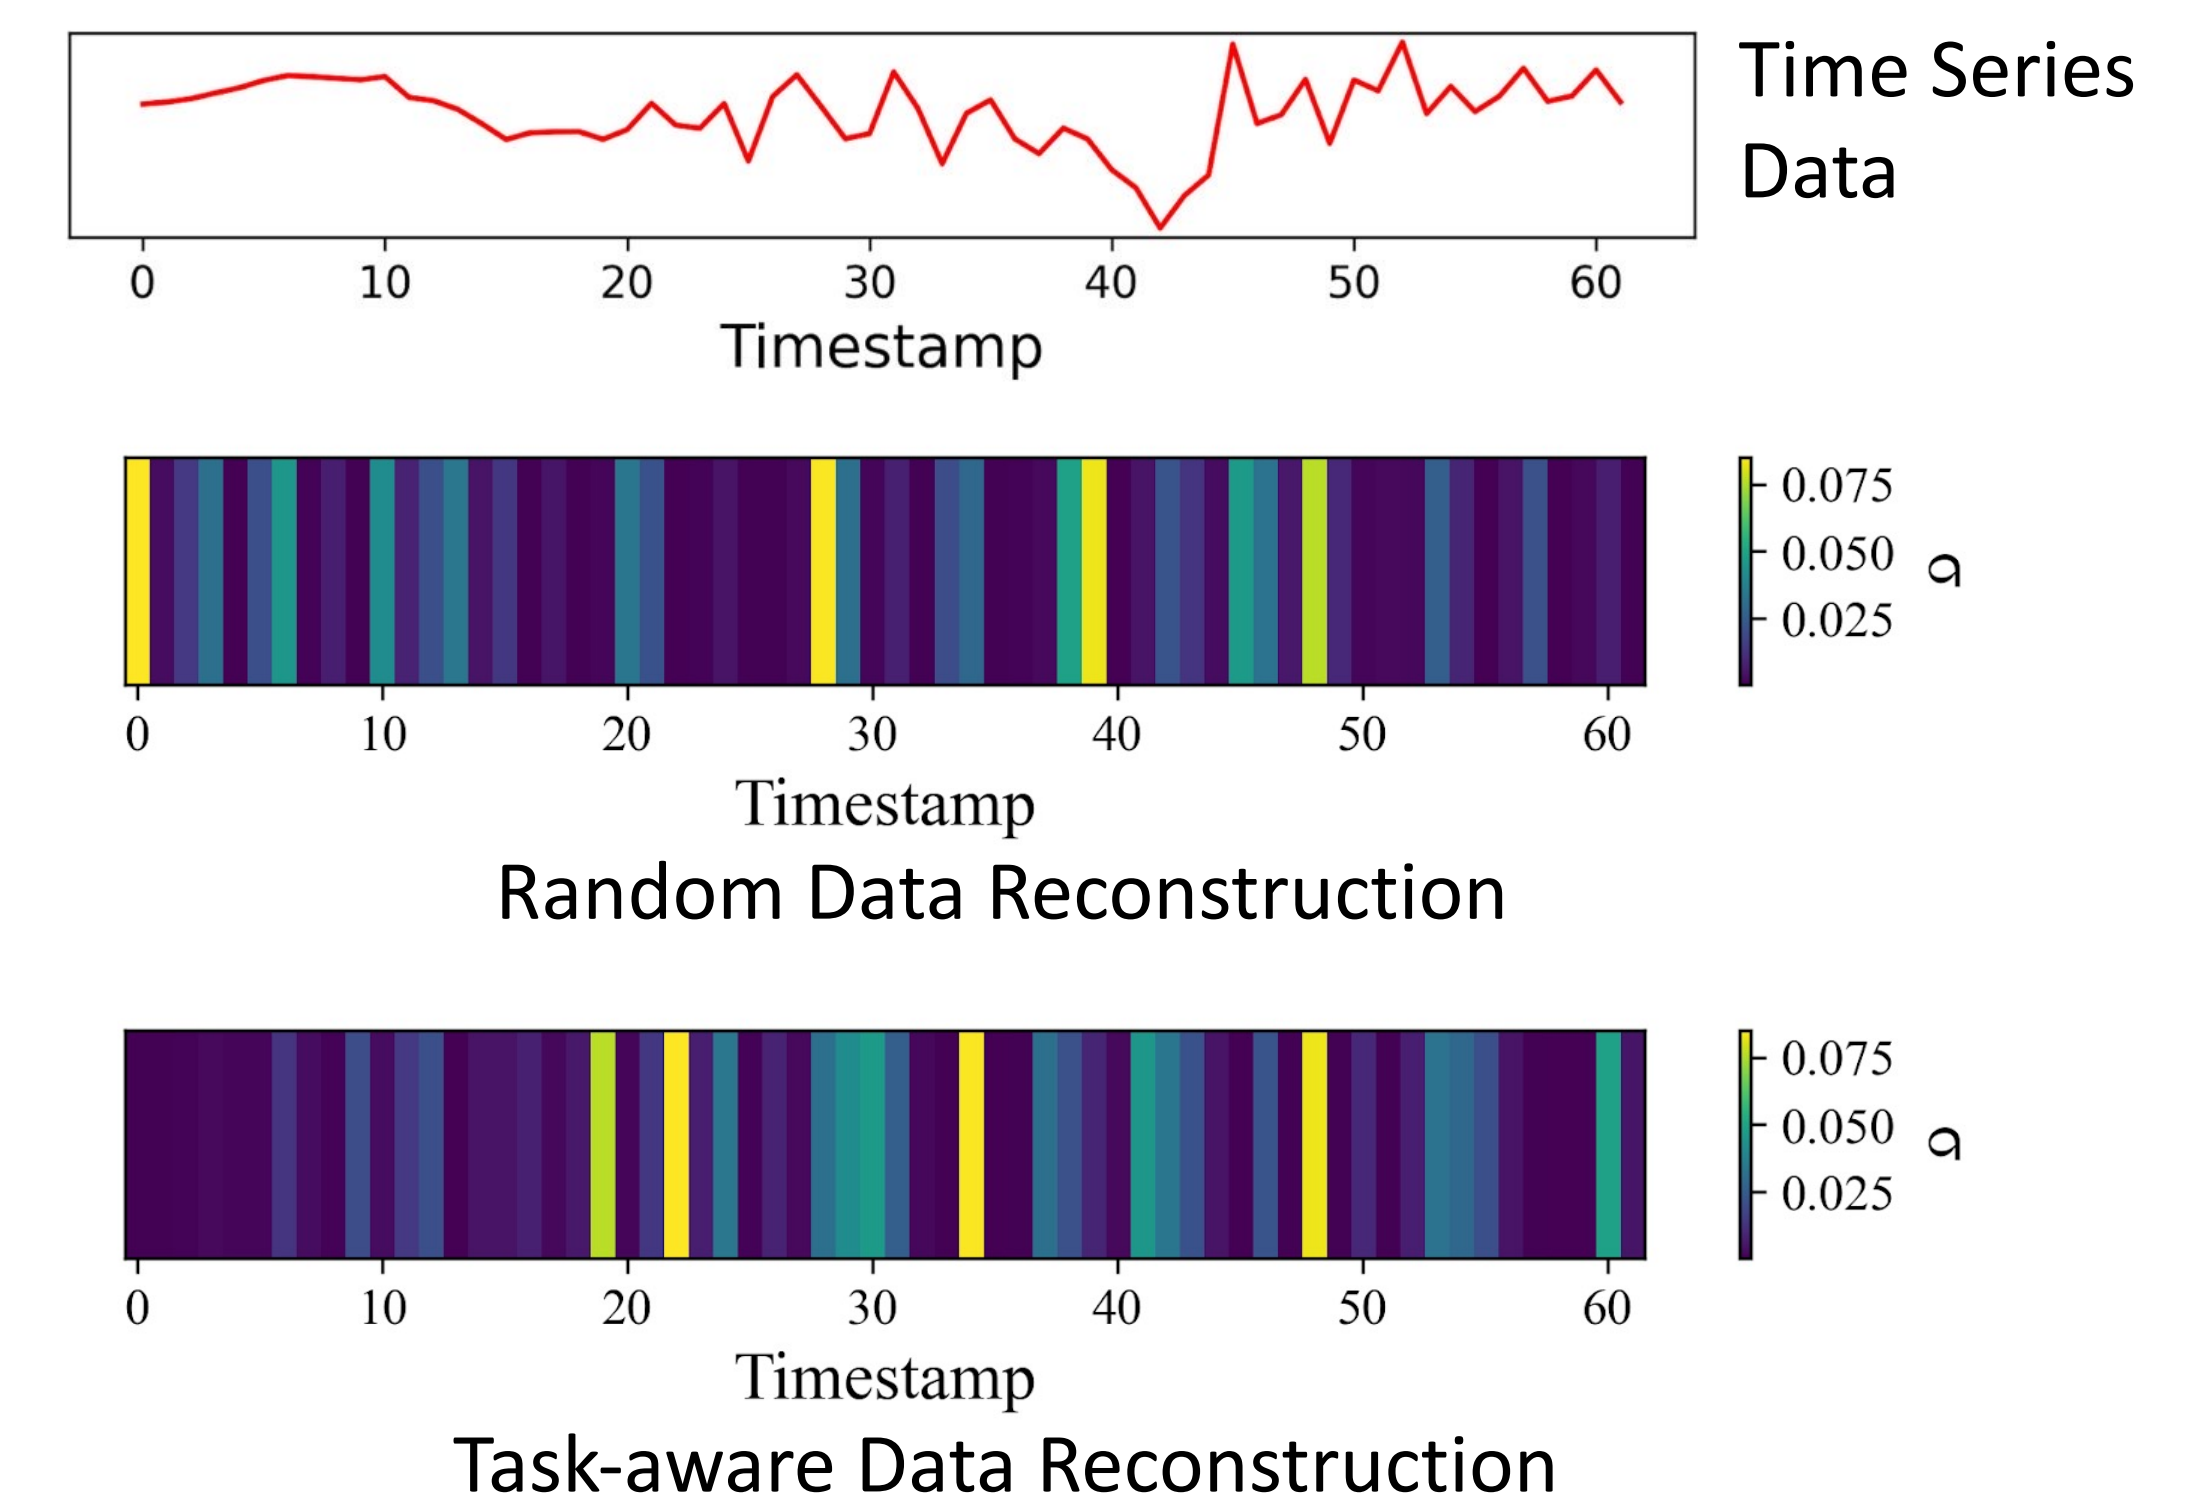 Time Series
Data
0 10 20 30 40 50 60
Timestamp
0.075
0.050
0.025
σ
0 10 20 30 40 50 60
Timestamp
Random Data Reconstruction
0.075
0.050
0.025
σ
0 10 20 30 40 50 60
Timestamp
Task-aware Data Reconstruction